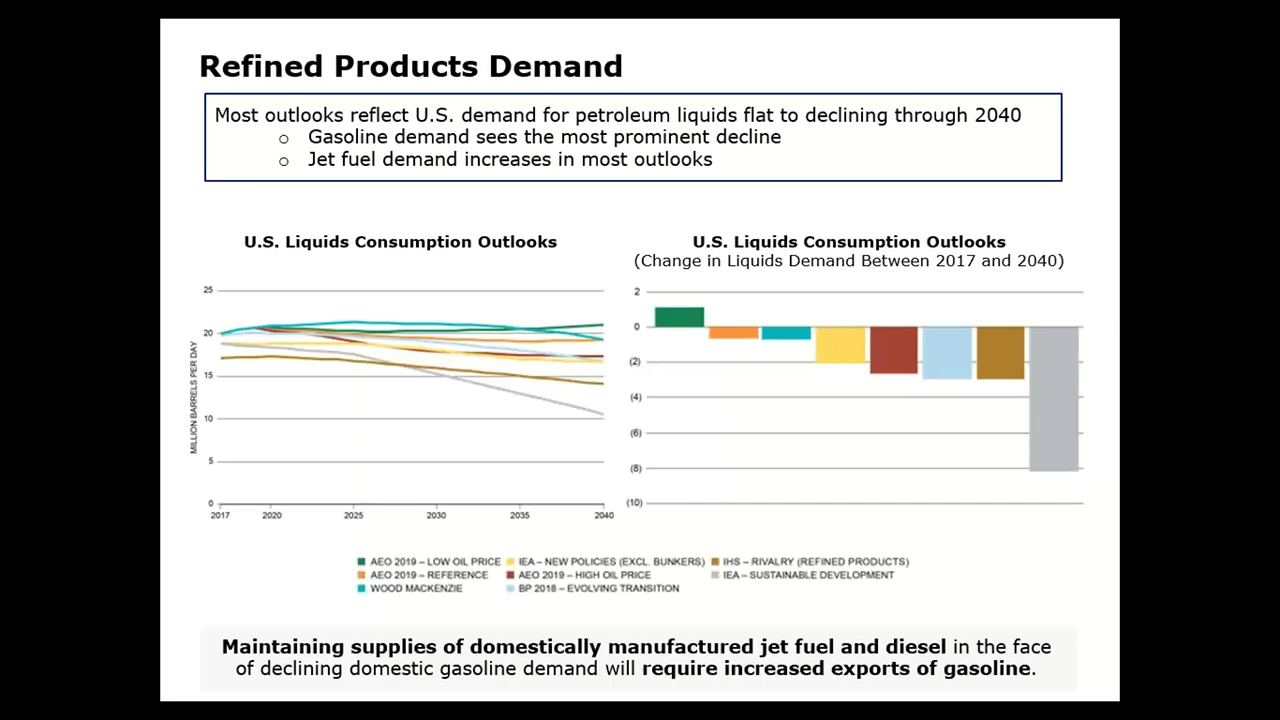 Refined Products Demand
Most outlooks reflect U.S. demand for petroleum liquids flat to declining through 2040
o Gasoline demand sees the most prominent decline
o Jet fuel demand increases in most outlooks
U.S. Liquids Consumption Outlooks
25
20
15
10
5
0
MILLION BARRELS PER DAY
2017 2020 2025 2030 2035 2040
U.S. Liquids Consumption Outlooks
(Change in Liquids Demand Between 2017 and 2040)
2
0
(2)
(4)
(6)
(8)
(10)
AEO 2019 – LOW OIL PRICE IEA – NEW POLICIES (EXCL. BUNKERS) IHS – RIVALRY (REFINED PRODUCTS)
AEO 2019 – REFERENCE AEO 2019 – HIGH OIL PRICE IEA – SUSTAINABLE DEVELOPMENT
WOOD MACKENZIE BP 2018 – EVOLVING TRANSITION
Maintaining supplies of domestically manufactured jet fuel and diesel in the face
of declining domestic gasoline demand will require increased exports of gasoline.